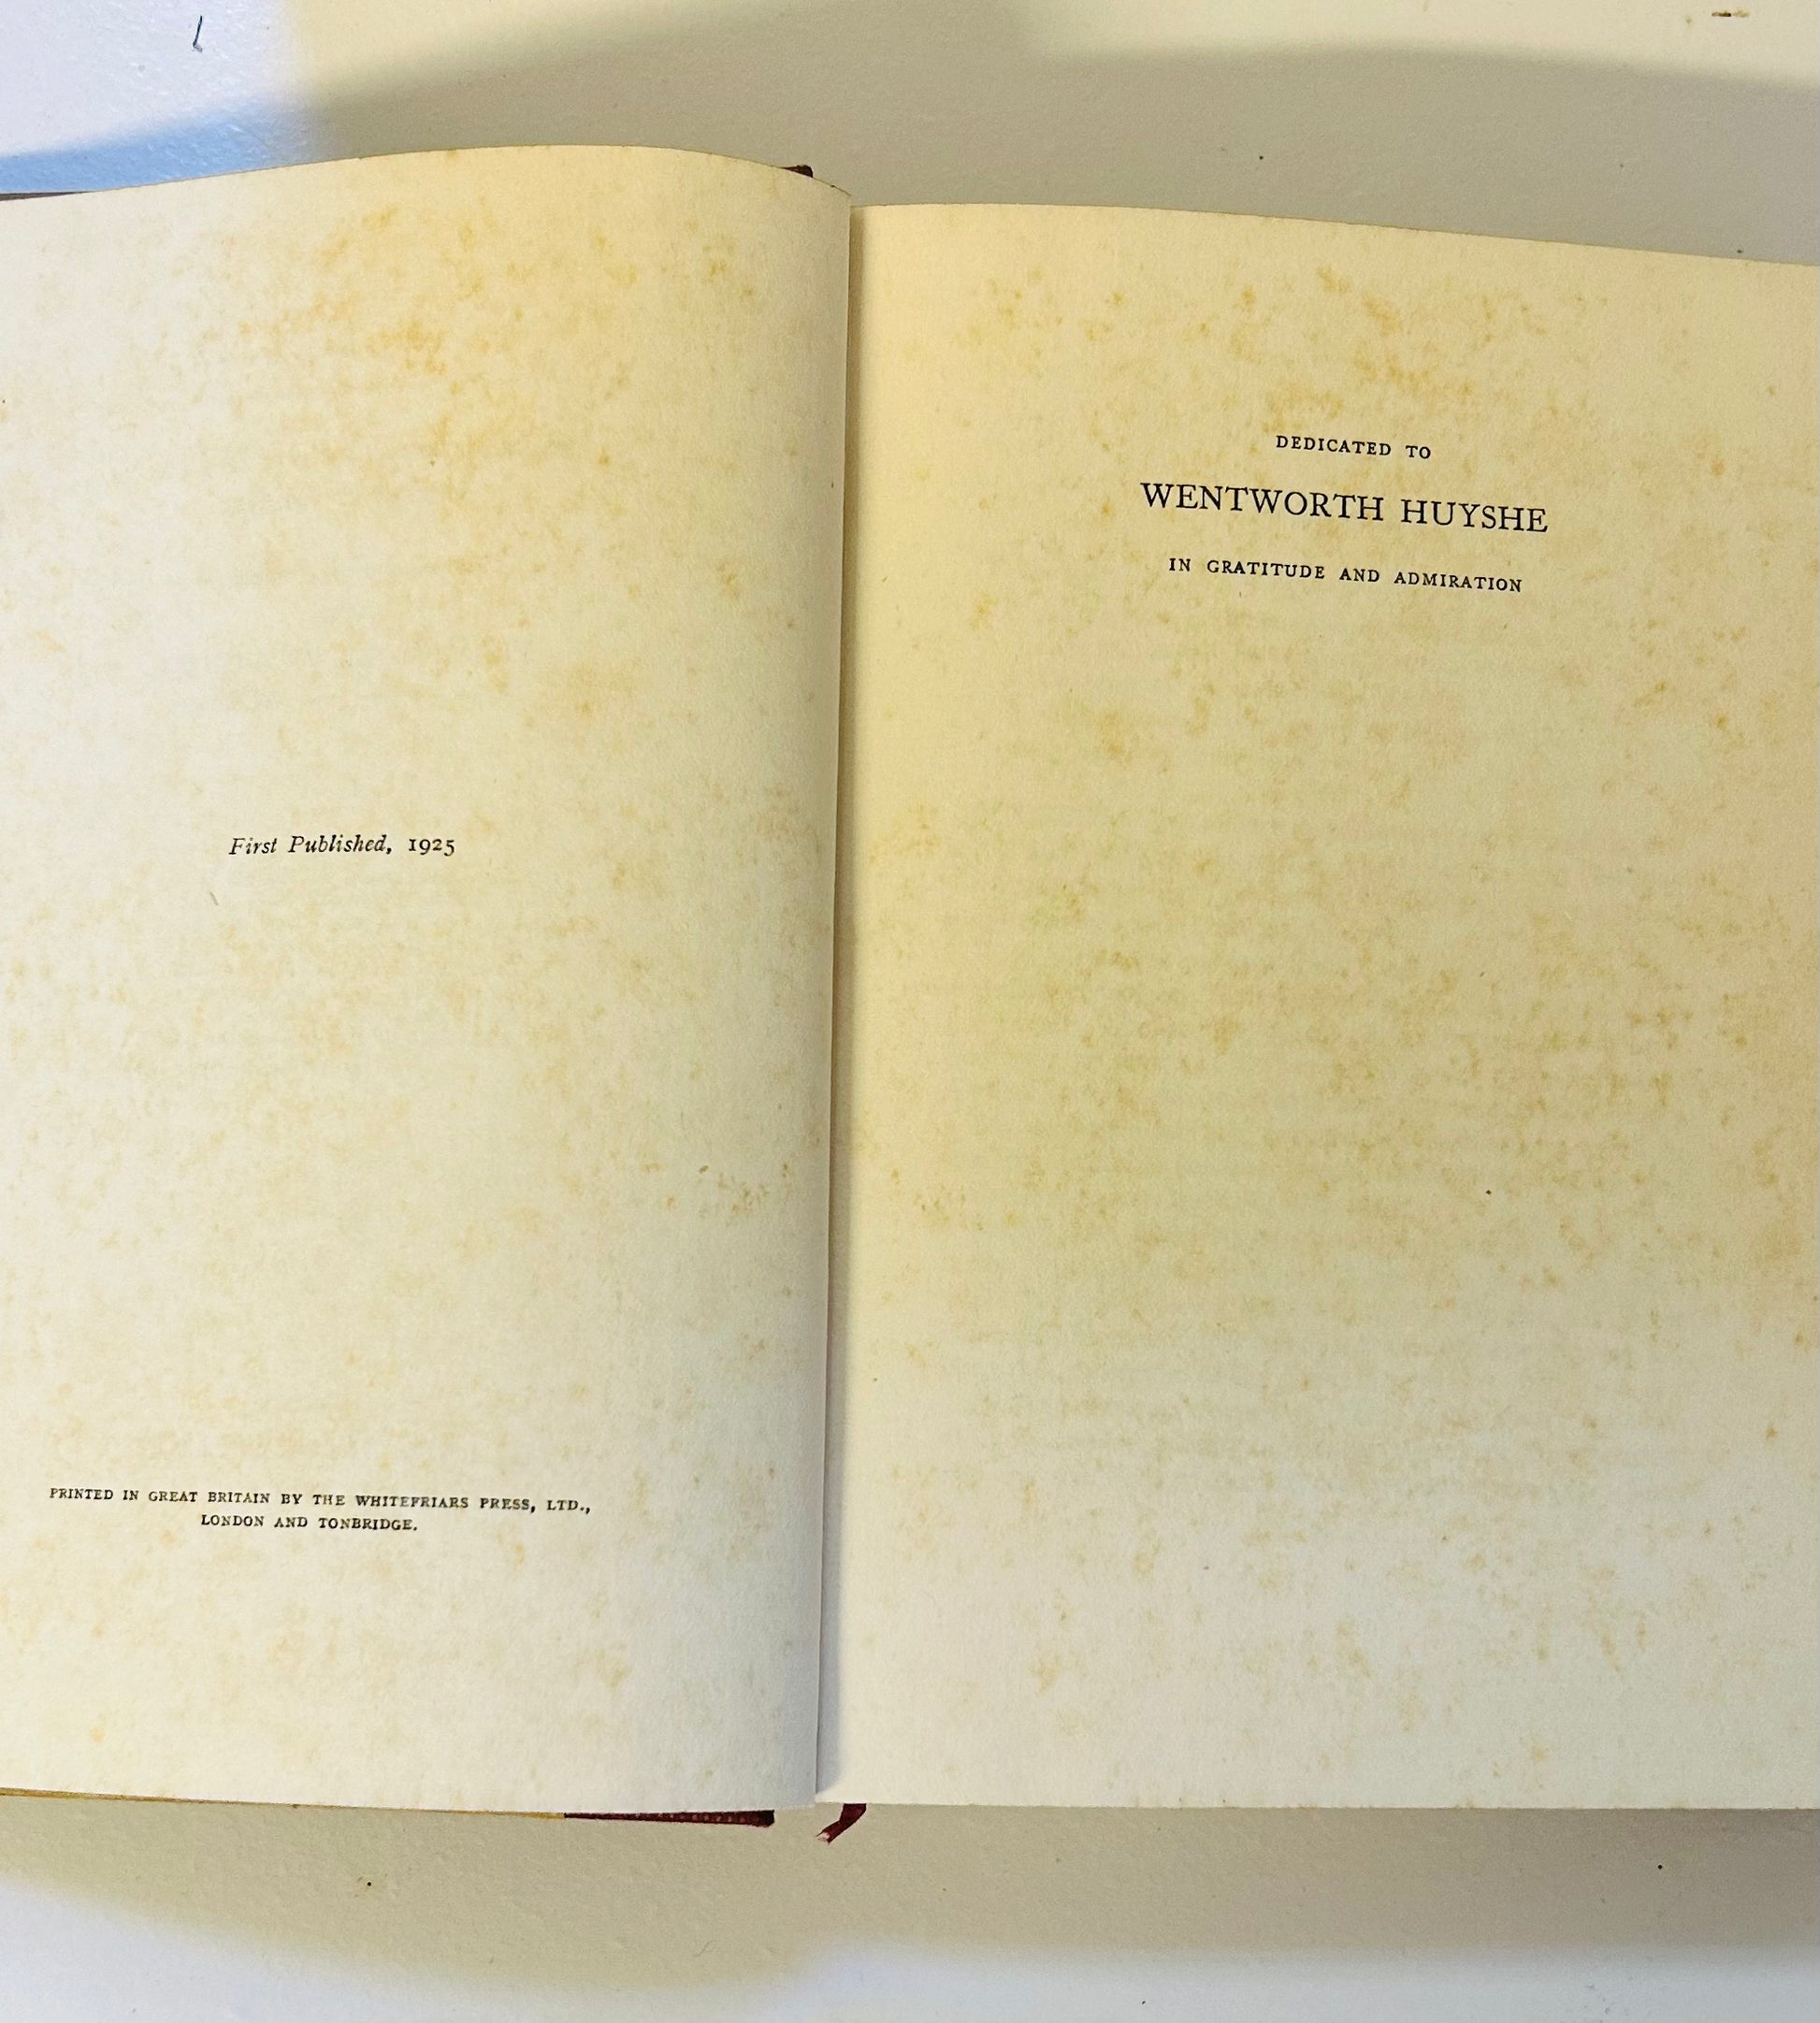 First Published, 1925
PRINTED IN GREAT BRITAIN BY THE WHITEFRIARS PRESS, LTD.,
LONDON AND TONBRIDGE.
DEDICATED TO
WENTWORTH HUYSHE
IN GRATITUDE AND ADMIRATION